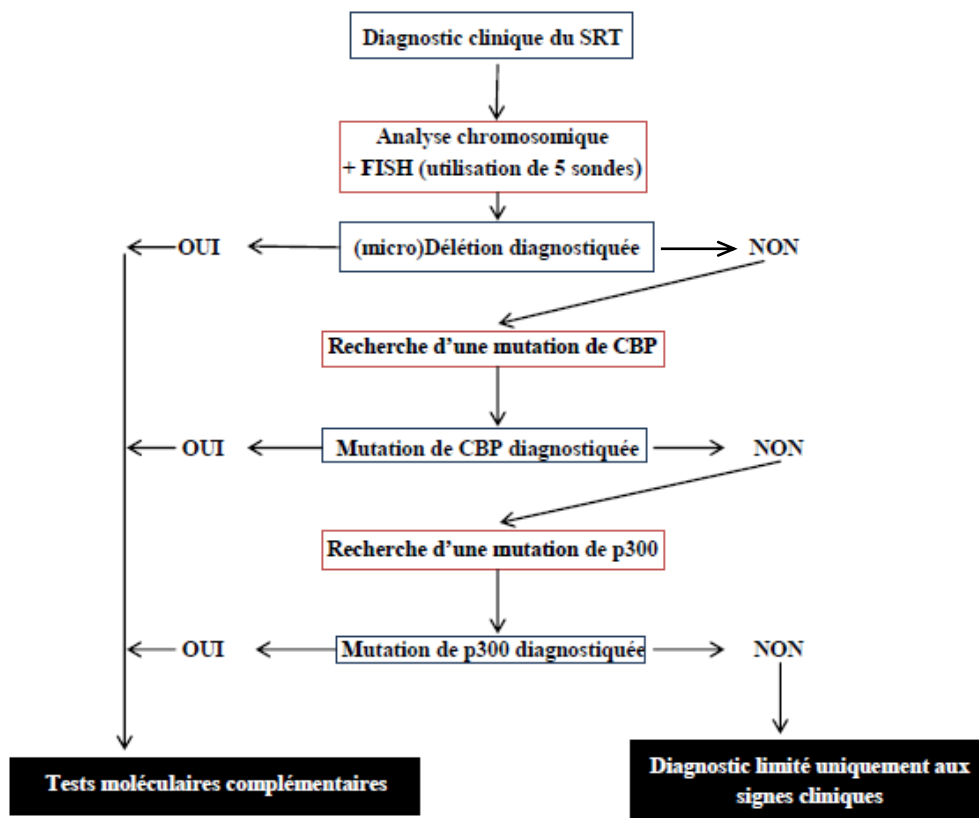 Diagnostic clinique du SRT
Analyse chromosomique
+ FISH (utilisation de 5 sondes)
OUI
(micro)Délétion diagnostiquée
NON
Recherche d'une mutation de CBP
OUI
Mutation de CBP diagnostiquée
NON
Recherche d'une mutation de p300
OUI
Mutation de p300 diagnostiquée
NON
Tests moléculaires complémentaires
Diagnostic limité uniquement aux
signes cliniques